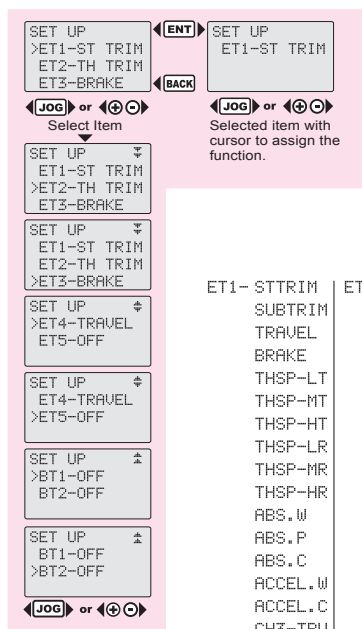 SET UP
>ET1-ST TRIM
ET2-TH TRIM
ET3-BRAKE
ENT
BACK
SET UP
ET1-ST TRIM
JOG or + -
Select Item
JOG or + -
Selected item with
cursor to assign the
function.
SET UP
ET1-ST TRIM
>ET2-TH TRIM
ET3-BRAKE
SET UP
ET1-ST TRIM
ET2-TH TRIM
>ET3-BRAKE
SET UP
>ET4-TRAVEL
ET5-OFF
SET UP
ET4-TRAVEL
>ET5-OFF
SET UP
>BT1-OFF
BT2-OFF
SET UP
BT1-OFF
>BT2-OFF
JOG or + -
ET1- STTRIM | ET
SUBTRIM
TRAVEL
BRAKE
THSP-LT
THSP-MT
THSP-HT
THSP-LR
THSP-MR
THSP-HR
ABS.W
ABS.P
ABS.C
ACCEL.W
ACCEL.C